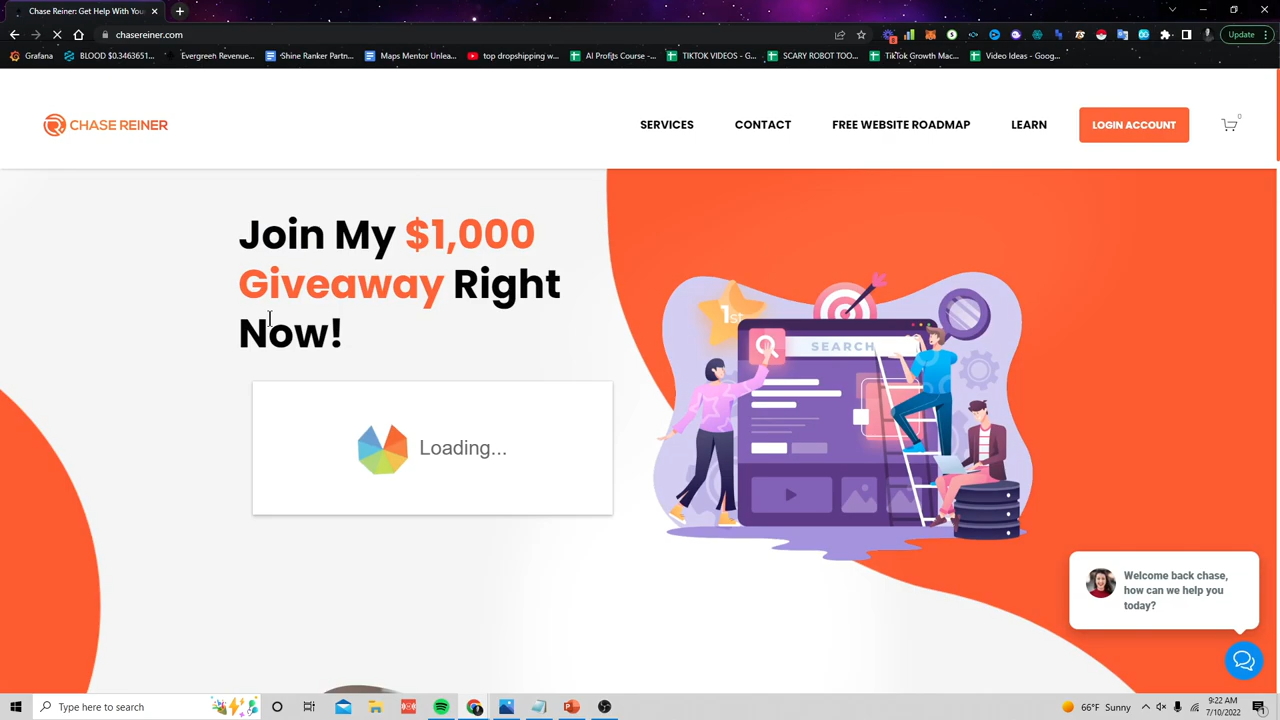 Chase Reiner: Get Help With You
chasereiner.com
Update
Grafana
BLOOD $0.3463651...
Evergreen Revenue...
Shine Ranker Partn...
Maps Mentor Unlea...
top dropshipping w...
AI Profits Course -...
TIKTOK VIDEOS - G...
SCARY ROBOT TOO...
TikTok Growth Mac...
Video Ideas - Goog...
CHASE REINER
SERVICES
CONTACT
FREE WEBSITE ROADMAP
LEARN
LOGIN ACCOUNT
0
Join My $1,000
Giveaway Right
Now!
Loading...
1st
SEARCH
Welcome back chase,
how can we help you
today?
Type here to search
66°F Sunny
9:22 AM
7/10/2022